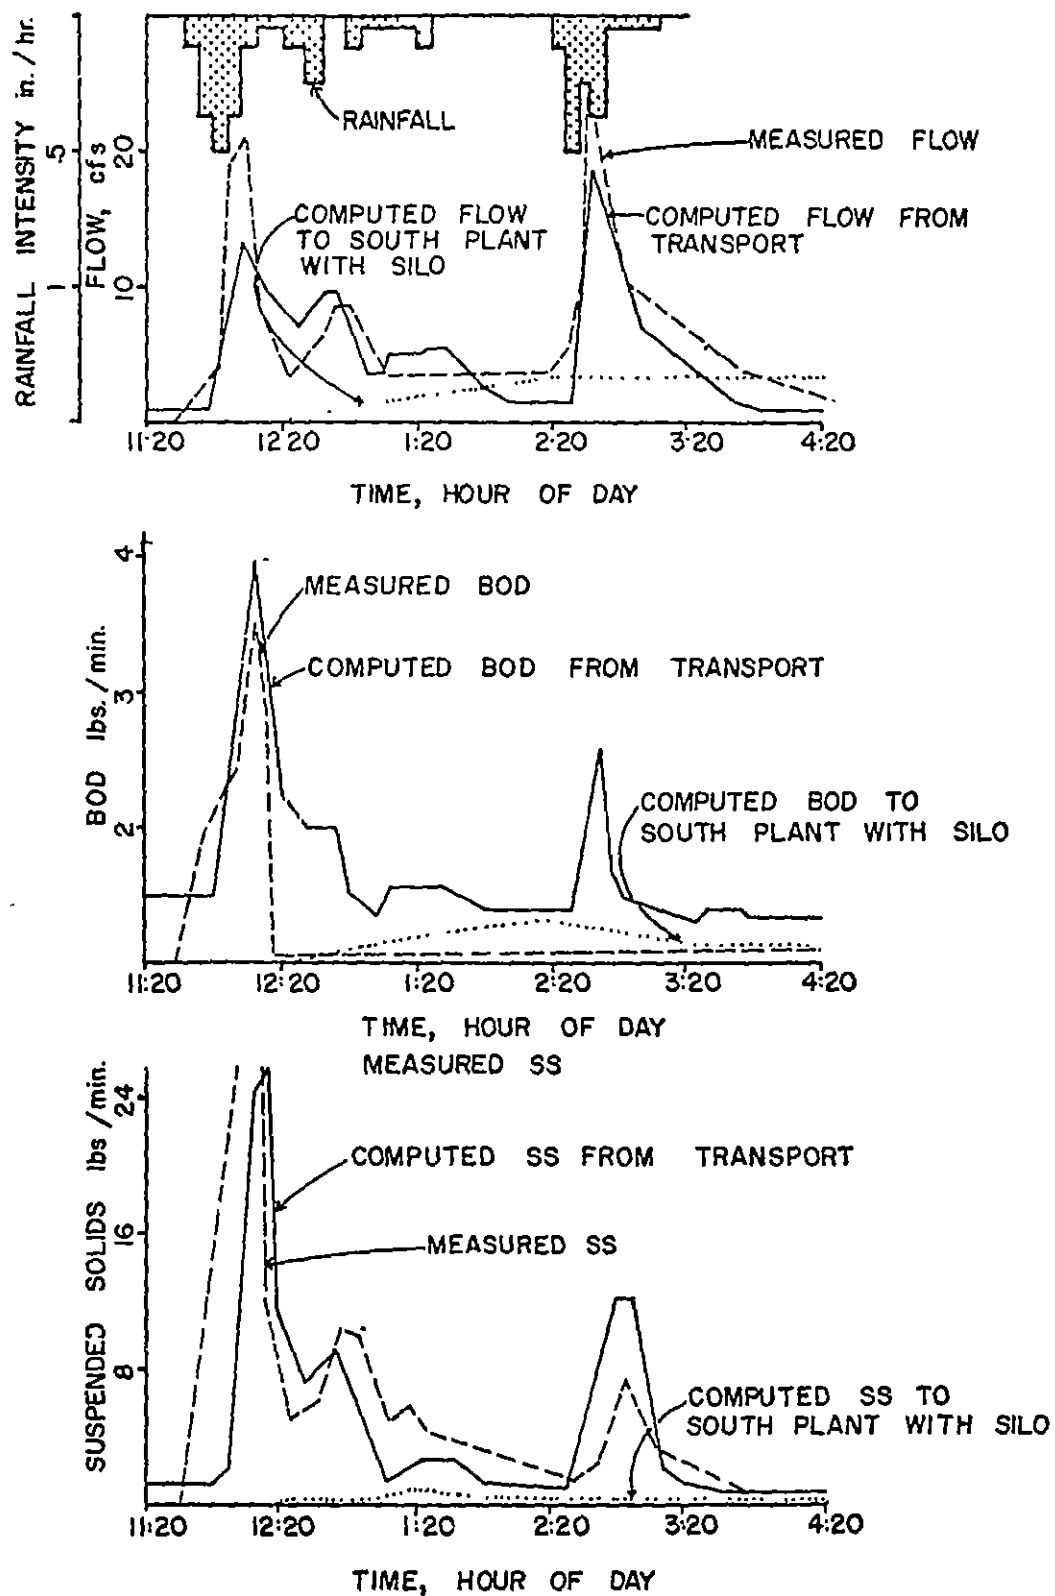 RAINFALL INTENSITY in./hr.
.5
1
FLOW, cfs
20
10
RAINFALL
MEASURED FLOW
COMPUTED FLOW
TO SOUTH PLANT
WITH SILO
COMPUTED FLOW FROM
TRANSPORT
11:20 12:20 1:20 2:20 3:20 4:20
TIME, HOUR OF DAY
BOD lbs./min.
4
3
2
MEASURED BOD
COMPUTED BOD FROM TRANSPORT
COMPUTED BOD TO
SOUTH PLANT WITH SILO
11:20 12:20 1:20 2:20 3:20 4:20
TIME, HOUR OF DAY
MEASURED SS
SUSPENDED SOLIDS lbs/min.
24
16
8
COMPUTED SS FROM TRANSPORT
MEASURED SS
COMPUTED SS TO
SOUTH PLANT WITH SILO
11:20 12:20 1:20 2:20 3:20 4:20
TIME, HOUR OF DAY